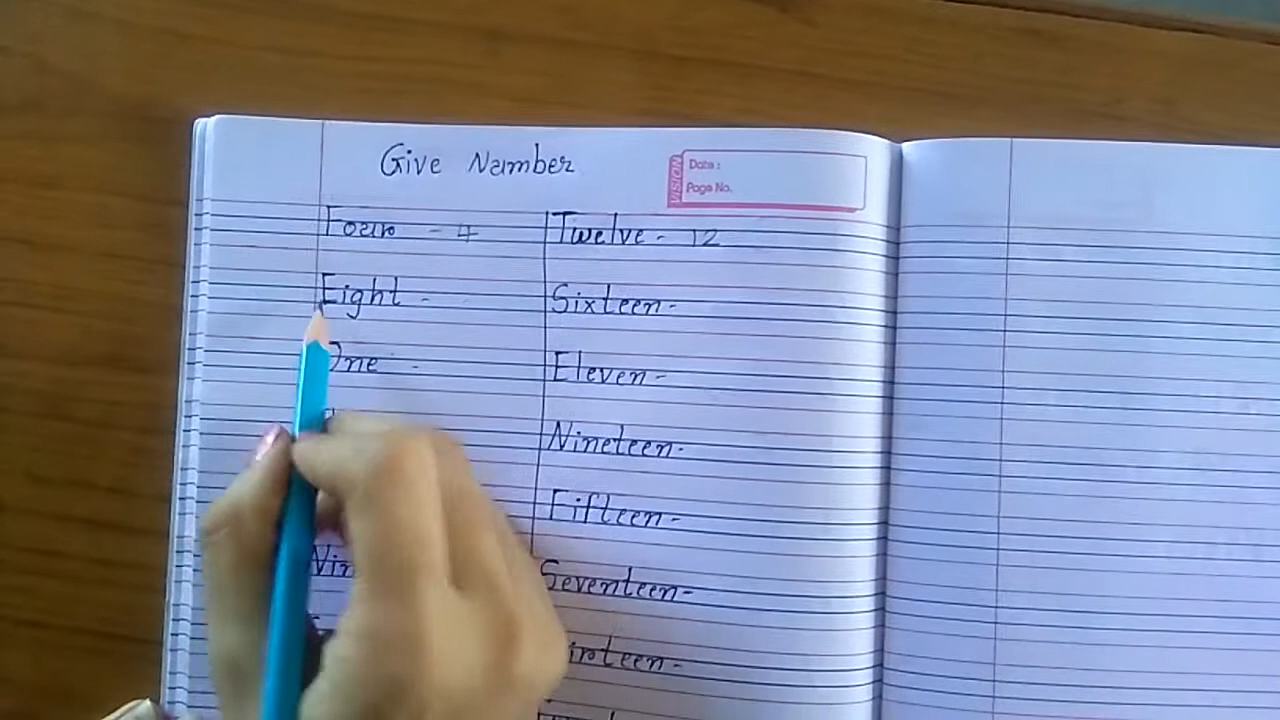 Give Number
VISION
Date :
Page No.
Four - 4
Twelve - 12
Eight -
Sixteen -
One -
Eleven -
Nineteen -
Fifteen -
Seventeen -